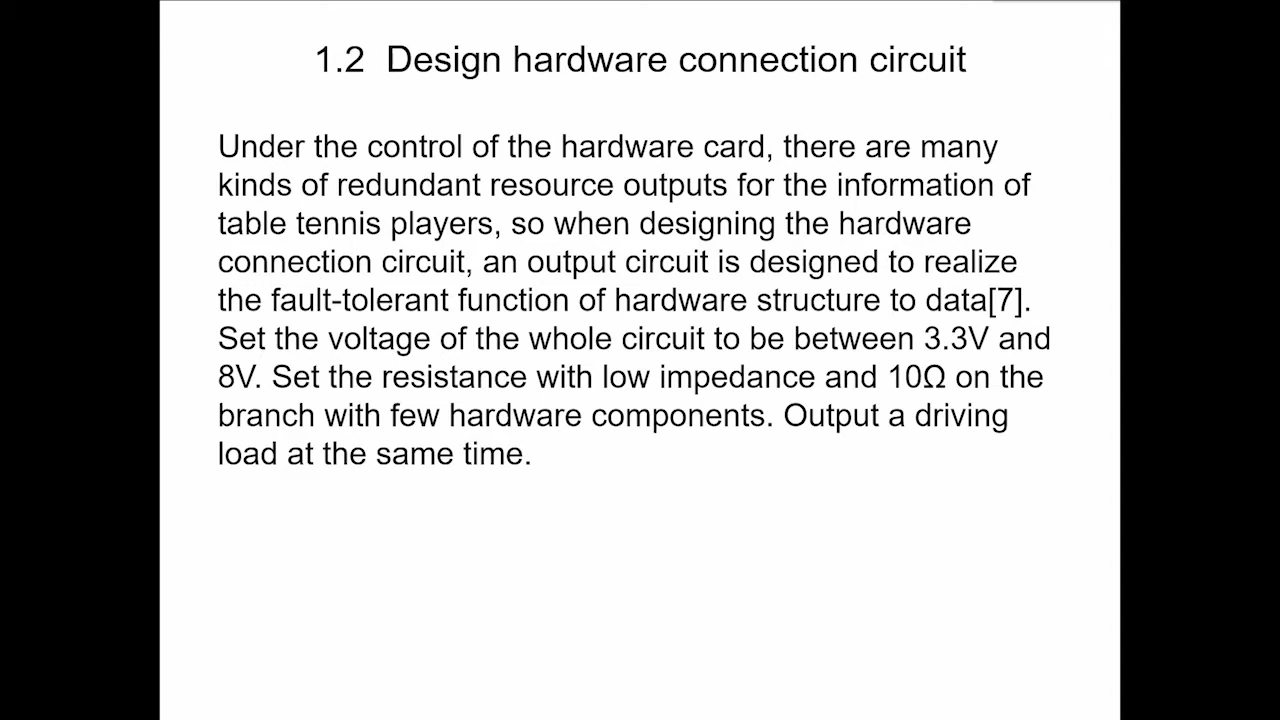 1.2 Design hardware connection circuit
Under the control of the hardware card, there are many
kinds of redundant resource outputs for the information of
table tennis players, so when designing the hardware
connection circuit, an output circuit is designed to realize
the fault-tolerant function of hardware structure to data[7].
Set the voltage of the whole circuit to be between 3.3V and
8V. Set the resistance with low impedance and 10Ω on the
branch with few hardware components. Output a driving
load at the same time.